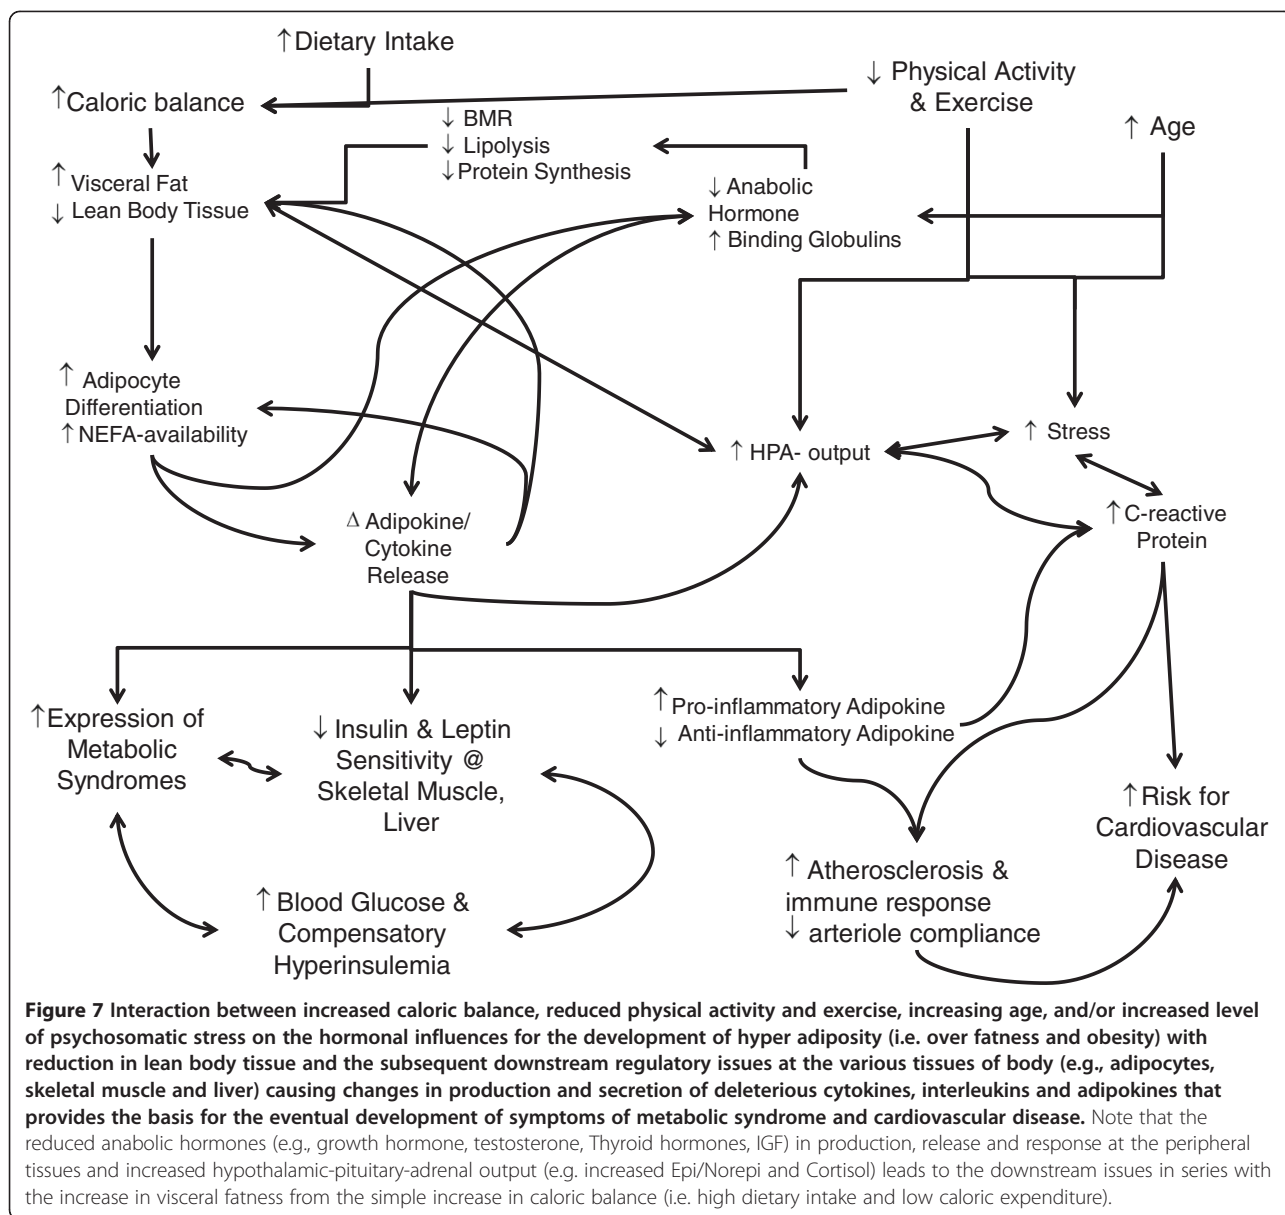 ↑Dietary Intake
↓ Physical Activity
& Exercise
↑Caloric balance
↓ BMR
↓ Lipolysis
↓Protein Synthesis
↑ Age
↑ Visceral Fat
↓ Lean Body Tissue
↓ Anabolic
Hormone
↑ Binding Globulins
↑ Adipocyte
Differentiation
↑ NEFA-availability
↑ HPA- output
↑ Stress
Δ Adipokine/
Cytokine
Release
↑C-reactive
Protein
↑Expression of
Metabolic
Syndromes
↓ Insulin & Leptin
Sensitivity @
Skeletal Muscle,
Liver
↑ Pro-inflammatory Adipokine
↓ Anti-inflammatory Adipokine
↑Risk for
Cardiovascular
Disease
↑ Blood Glucose &
Compensatory
Hyperinsulemia
↑ Atherosclerosis &
immune response
↓ arteriole compliance
Figure 7 Interaction between increased caloric balance, reduced physical activity and exercise, increasing age, and/or increased level
of psychosomatic stress on the hormonal influences for the development of hyper adiposity (i.e. over fatness and obesity) with
reduction in lean body tissue and the subsequent downstream regulatory issues at the various tissues of body (e.g., adipocytes,
skeletal muscle and liver) causing changes in production and secretion of deleterious cytokines, interleukins and adipokines that
provides the basis for the eventual development of symptoms of metabolic syndrome and cardiovascular disease. Note that the
reduced anabolic hormones (e.g., growth hormone, testosterone, Thyroid hormones, IGF) in production, release and response at the peripheral
tissues and increased hypothalamic-pituitary-adrenal output (e.g. increased Epi/Norepi and Cortisol) leads to the downstream issues in series with
the increase in visceral fatness from the simple increase in caloric balance (i.e. high dietary intake and low caloric expenditure).